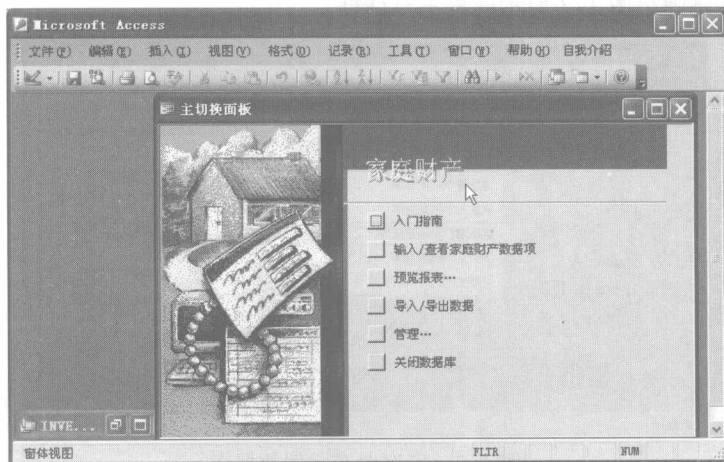 Microsoft Access
文件(F) 编辑(E) 插入(I) 视图(V) 格式(O) 记录(R) 工具(T) 窗口(W) 帮助(H) 自我介绍
主切换面板
家庭财产
入门指南
输入/查看家庭财产数据项
预览报表…
导入/导出数据
管理…
关闭数据库
INVE...
窗体视图 FLTR NUM